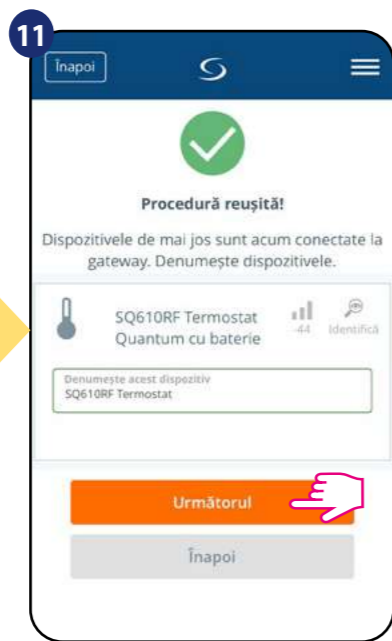 11
Înapoi
Procedură reușită!
Dispozitivele de mai jos sunt acum conectate la
gateway. Denumește dispozitivele.
SQ610RF Termostat
Quantum cu baterie
-44
Identifică
Denumește acest dispozitiv
SQ610RF Termostat
Următorul
Înapoi